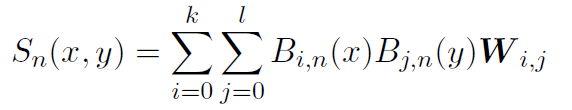 $S_n(x, y) = \sum_{i=0}^{k} \sum_{j=0}^{l} B_{i,n}(x) B_{j,n}(y) \boldsymbol{W}_{i,j}$